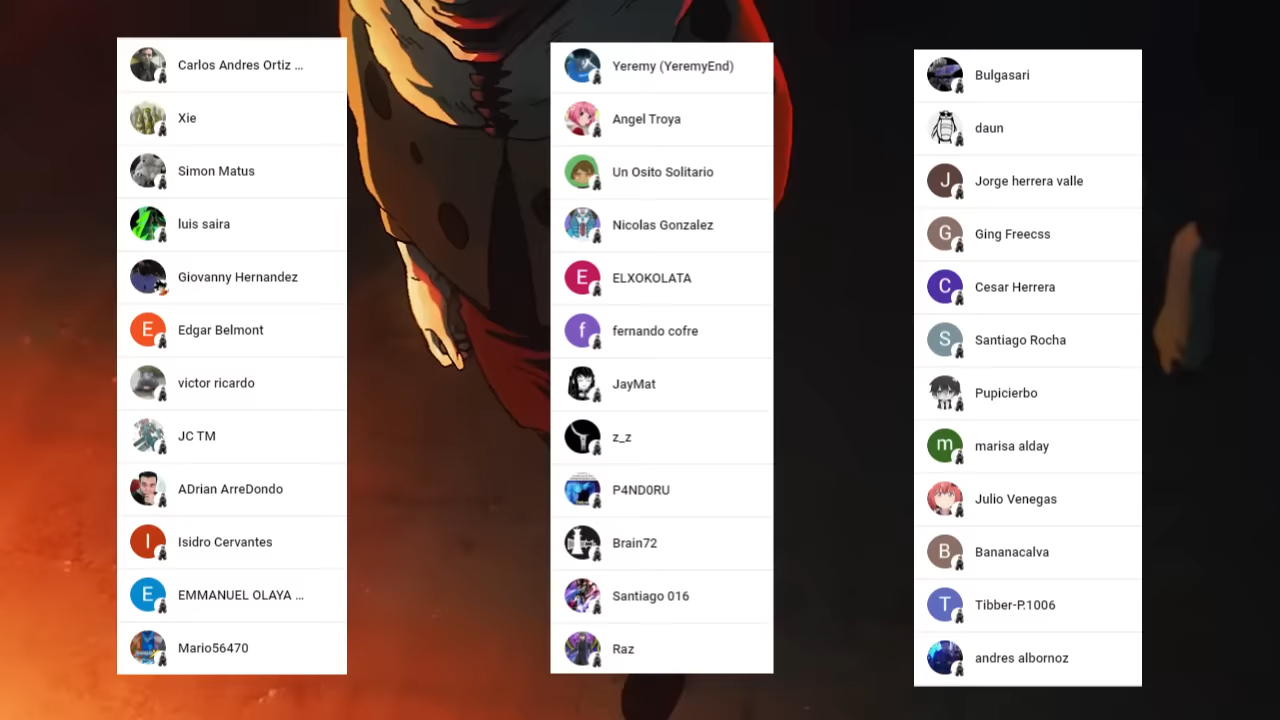 Carlos Andres Ortiz ...
Xie
Simon Matus
luis saira
Giovanny Hernandez
E
Edgar Belmont
victor ricardo
JC TM
ADrian ArreDondo
I
Isidro Cervantes
E
EMMANUEL OLAYA ...
Mario56470
Yeremy (YeremyEnd)
Angel Troya
Un Osito Solitario
Nicolas Gonzalez
E
ELXOKOLATA
f
fernando cofre
JayMat
z_z
P4ND0RU
Brain72
Santiago 016
Raz
Bulgasari
daun
J
Jorge herrera valle
G
Ging Freecss
C
Cesar Herrera
S
Santiago Rocha
Pupicierbo
m
marisa alday
Julio Venegas
B
Bananacalva
T
Tibber-P.1006
andres albornoz